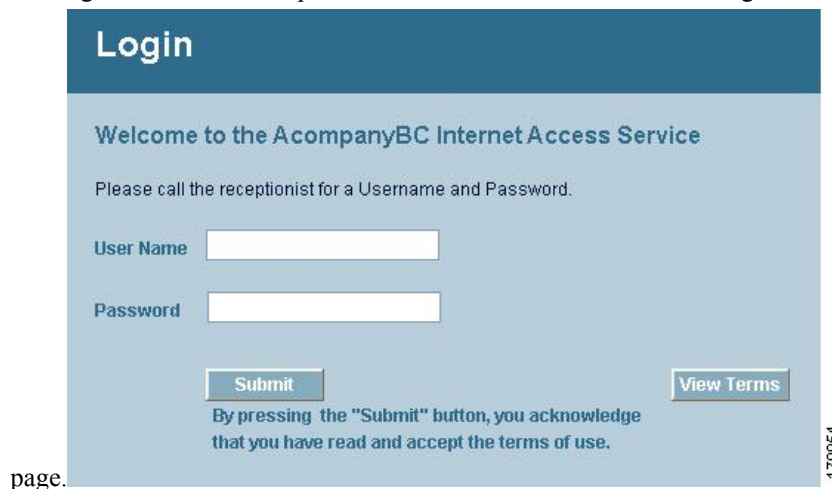 Login
Welcome to the AcompanyBC Internet Access Service
Please call the receptionist for a Username and Password.
User Name
Password
Submit
View Terms
By pressing the "Submit" button, you acknowledge
that you have read and accept the terms of use.
page.